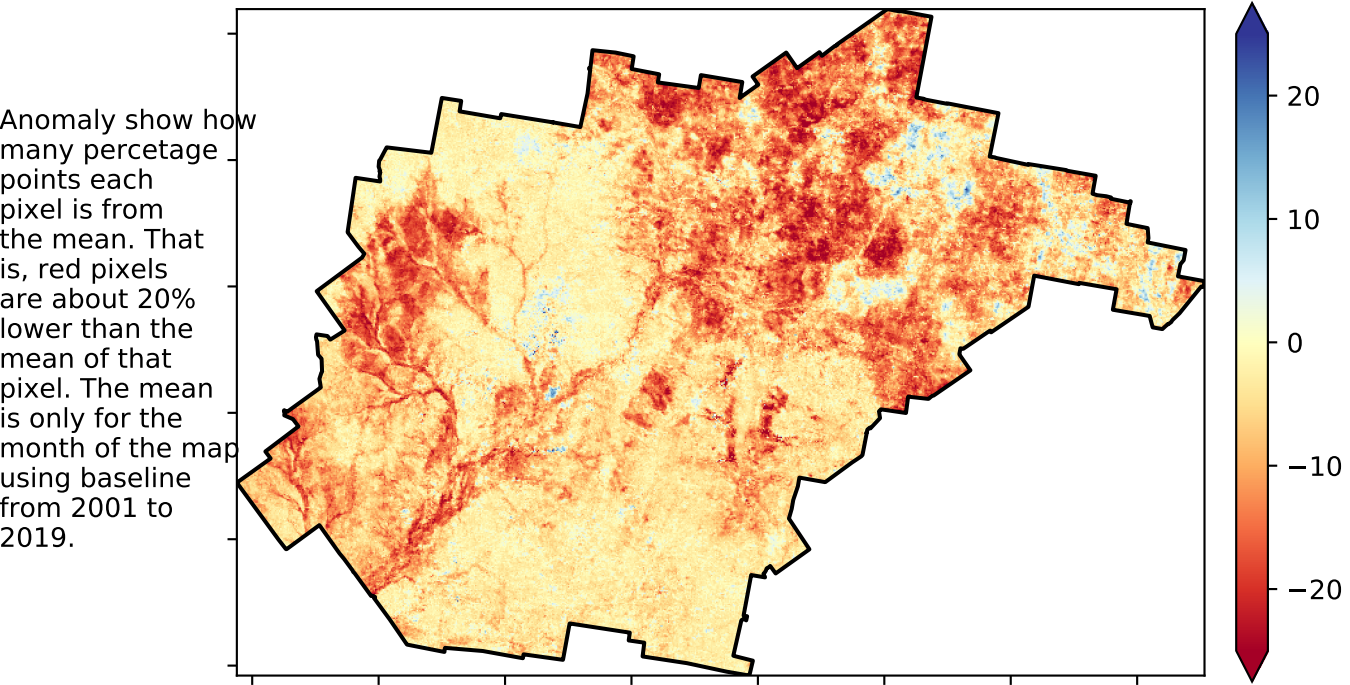 Anomaly show how
many percetage
points each
pixel is from
the mean. That
is, red pixels
are about 20%
lower than the
mean of that
pixel. The mean
is only for the
month of the map
using baseline
from 2001 to
2019.
20
10
0
−10
−20